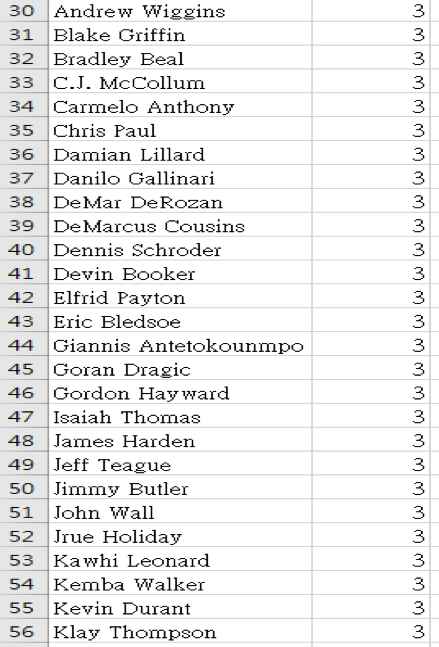 30 Andrew Wiggins 3
31 Blake Griffin 3
32 Bradley Beal 3
33 C.J. McCollum 3
34 Carmelo Anthony 3
35 Chris Paul 3
36 Damian Lillard 3
37 Danilo Gallinari 3
38 DeMar DeRozan 3
39 DeMarcus Cousins 3
40 Dennis Schroder 3
41 Devin Booker 3
42 Elfrid Payton 3
43 Eric Bledsoe 3
44 Giannis Antetokounmpo 3
45 Goran Dragic 3
46 Gordon Hayward 3
47 Isaiah Thomas 3
48 James Harden 3
49 Jeff Teague 3
50 Jimmy Butler 3
51 John Wall 3
52 Jrue Holiday 3
53 Kawhi Leonard 3
54 Kemba Walker 3
55 Kevin Durant 3
56 Klay Thompson 3